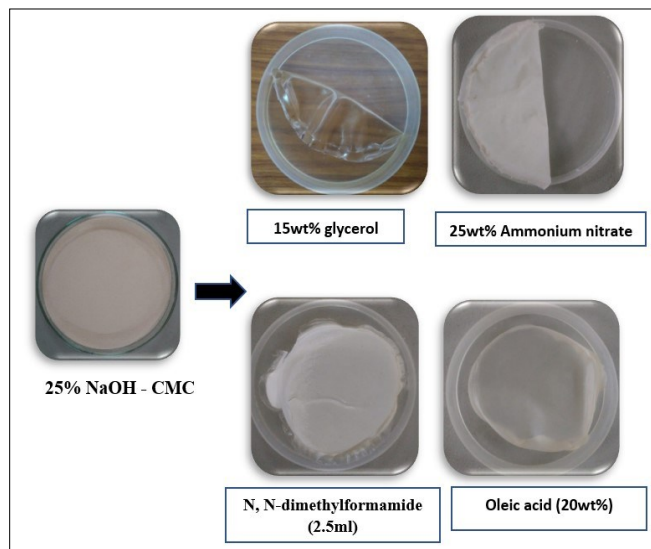 15wt% glycerol
25wt% Ammonium nitrate
25% NaOH - CMC
N, N-dimethylformamide
(2.5ml)
Oleic acid (20wt%)